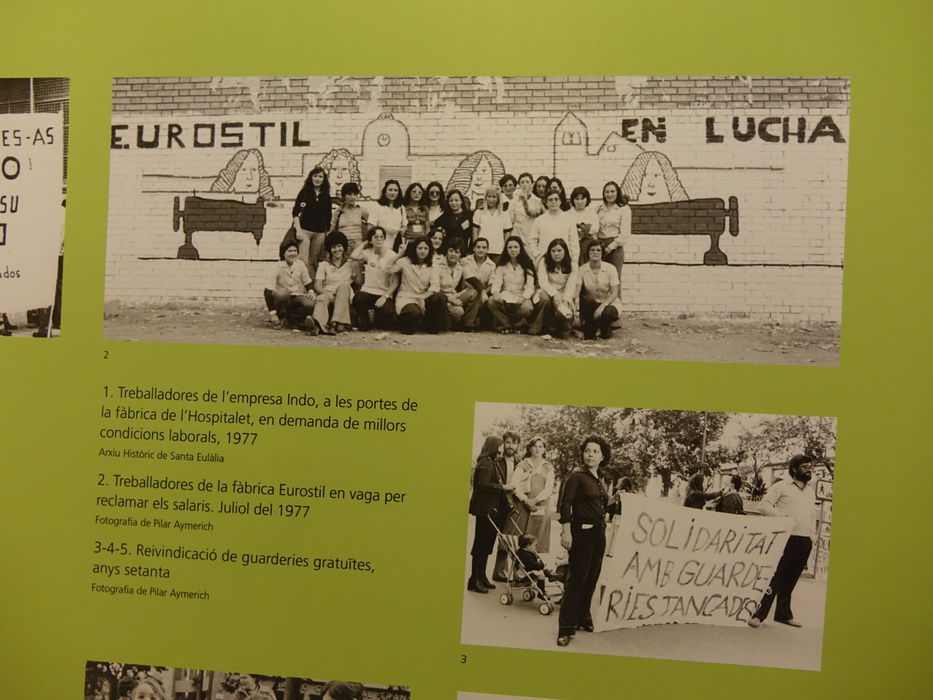 ES-AS
O
SU
ados
EUROSTIL EN LUCHA
2
1. Treballadores de l'empresa Indo, a les portes de
la fàbrica de l'Hospitalet, en demanda de millors
condicions laborals, 1977
Arxiu Històric de Santa Eulàlia
2. Treballadores de la fàbrica Eurostil en vaga per
reclamar els salaris. Juliol del 1977
Fotografia de Pilar Aymerich
3-4-5. Reivindicació de guarderies gratuïtes,
anys setanta
Fotografia de Pilar Aymerich
SOLIDARITAT
AMB GUARDE-
RIES TANCADES
3